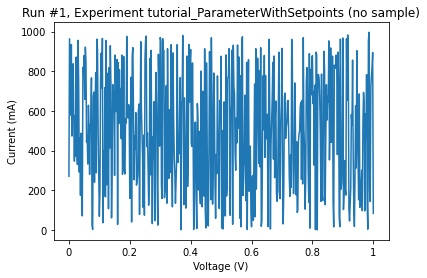 Run #1, Experiment tutorial_ParameterWithSetpoints (no sample)
1000
800
600
400
200
0
Current (mA)
0 0.2 0.4 0.6 0.8 1
Voltage (V)